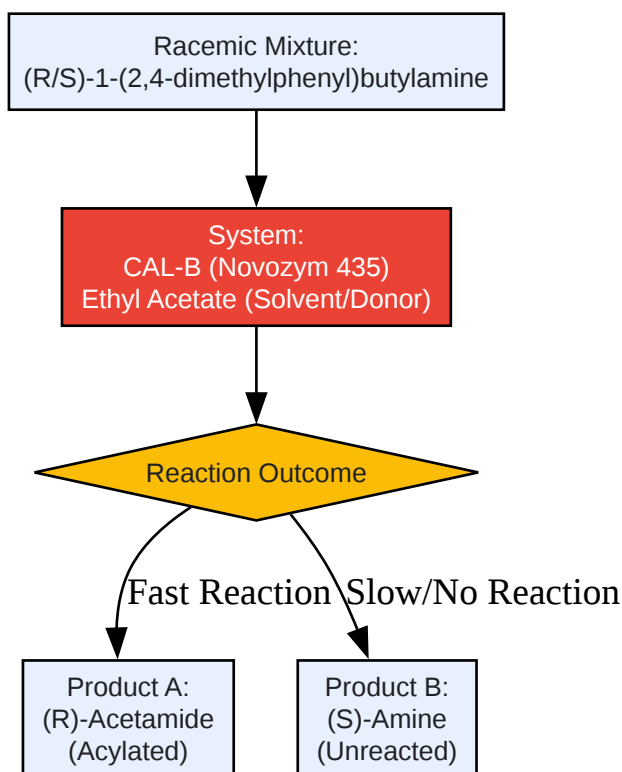 Racemic Mixture:
(R/S)-1-(2,4-dimethylphenyl)butylamine
System:
CAL-B (Novozym 435)
Ethyl Acetate (Solvent/Donor)
Reaction Outcome
Fast Reaction
Slow/No Reaction
Product A:
(R)-Acetamide
(Acylated)
Product B:
(S)-Amine
(Unreacted)